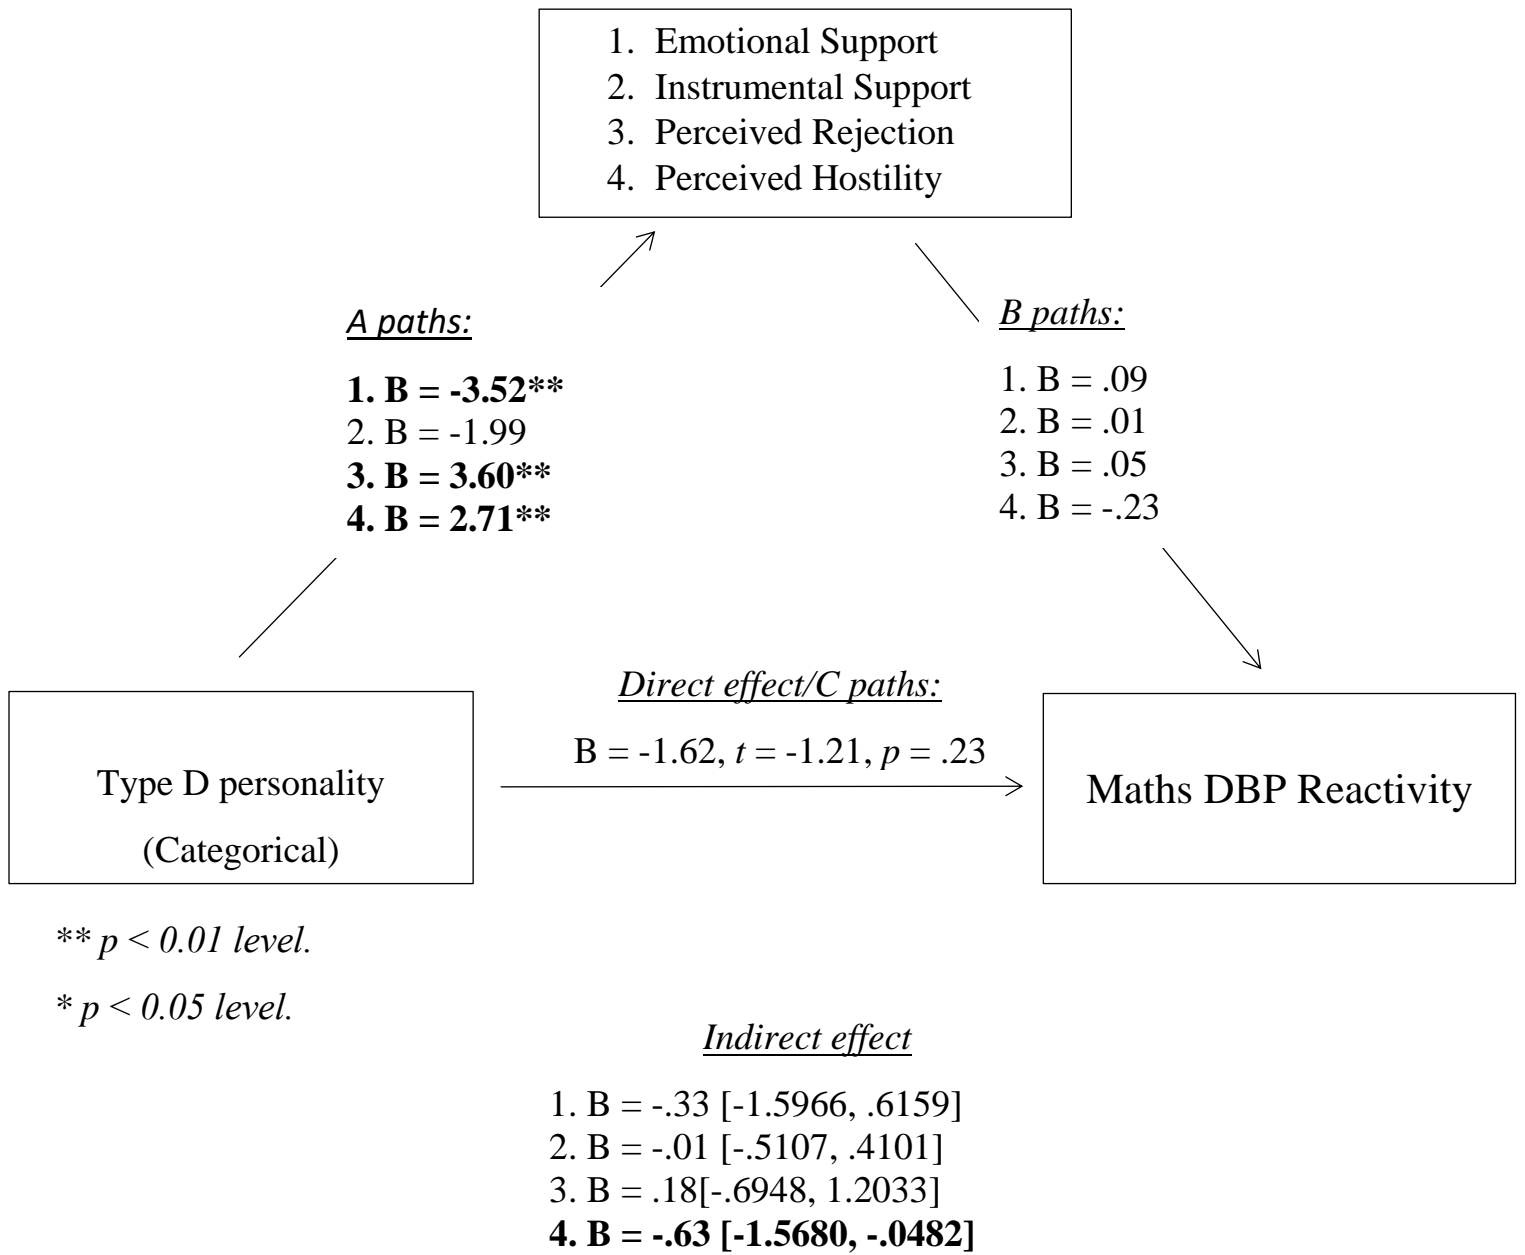 1. Emotional Support
2. Instrumental Support
3. Perceived Rejection
4. Perceived Hostility
A paths:
1. B = -3.52**
2. B = -1.99
3. B = 3.60**
4. B = 2.71**
B paths:
1. B = .09
2. B = .01
3. B = .05
4. B = -.23
Direct effect/C paths:
B = -1.62, t = -1.21, p = .23
Type D personality
(Categorical)
Maths DBP Reactivity
** p < 0.01 level.
* p < 0.05 level.
Indirect effect
1. B = -.33 [-1.5966, .6159]
2. B = -.01 [-.5107, .4101]
3. B = .18[-.6948, 1.2033]
4. B = -.63 [-1.5680, -.0482]